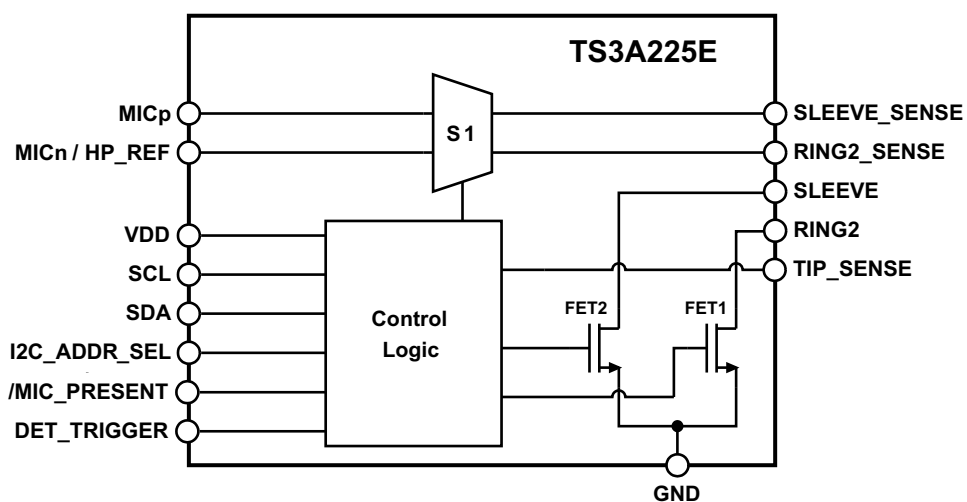 TS3A225E
MICp
MICn / HP_REF
S1
SLEEVE_SENSE
RING2_SENSE
SLEEVE
RING2
TIP_SENSE
VDD
SCL
SDA
I2C_ADDR_SEL
/MIC_PRESENT
DET_TRIGGER
Control
Logic
FET2
FET1
GND